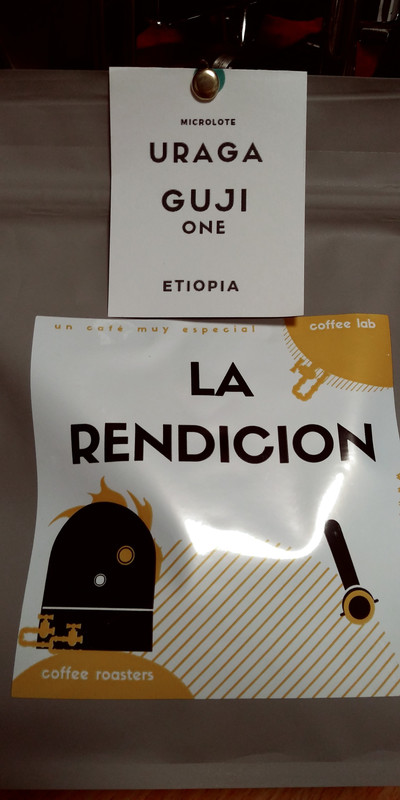 MICROLOTE
URAGA
GUJI
ONE
ETIOPIA
un café muy especial
coffee lab
LA
RENDICION
coffee roasters